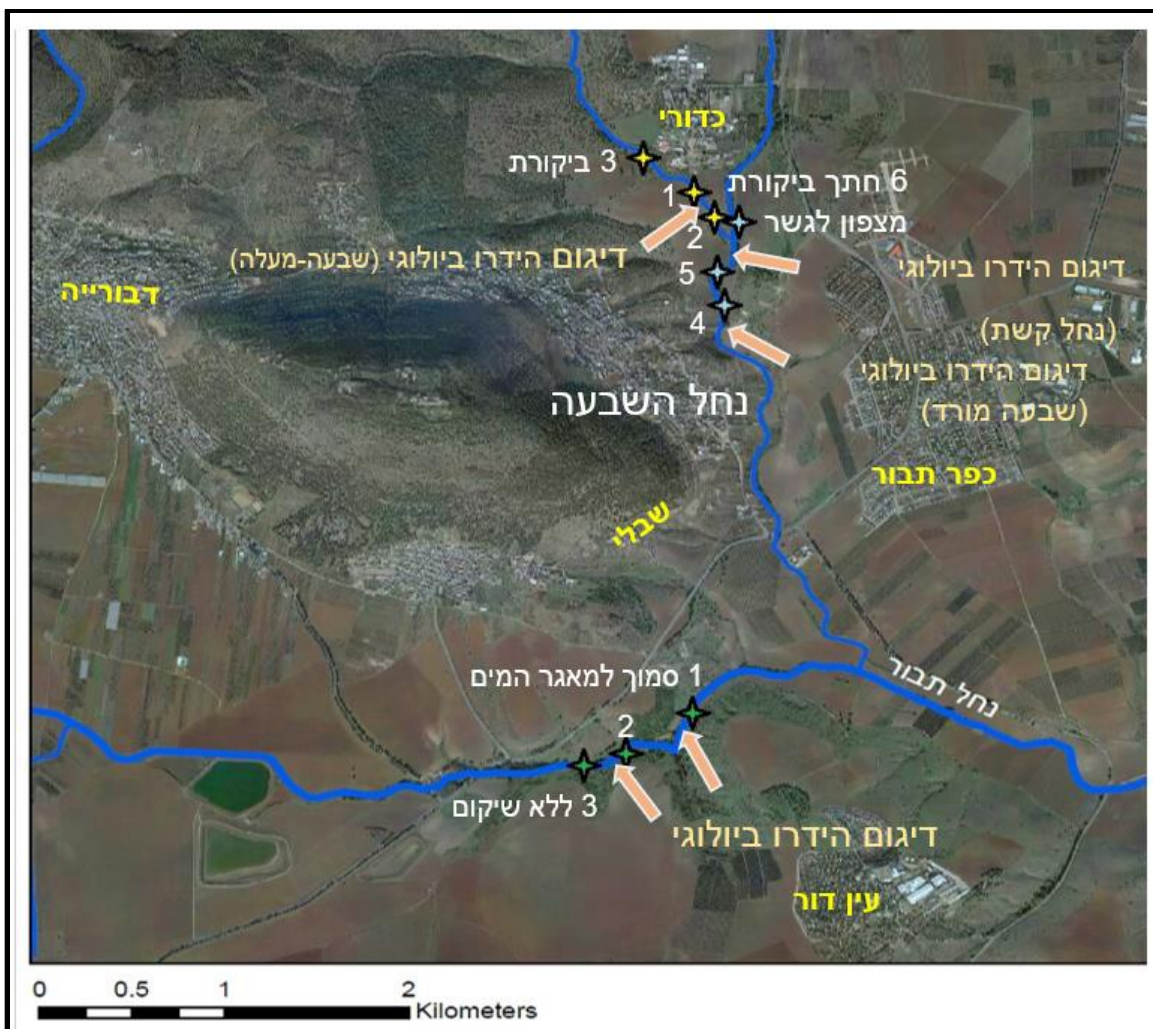 כדורי
3 ביקורת
1
6 חתך ביקורת
מצפון לגשר
2
דיגום הידרו ביולוגי (שבעה-מעלה)
דיגום הידרו ביולוגי
(נחל קשת)
5
דבורייה
4
דיגום הידרו ביולוגי
(שבעה מורד)
נחל השבעה
כפר תבור
שבלי
1 סמוך למאגר המים
נחל תבור
2
3 ללא שיקום
דיגום הידרו ביולוגי
עין דור
0 0.5 1 2
Kilometers